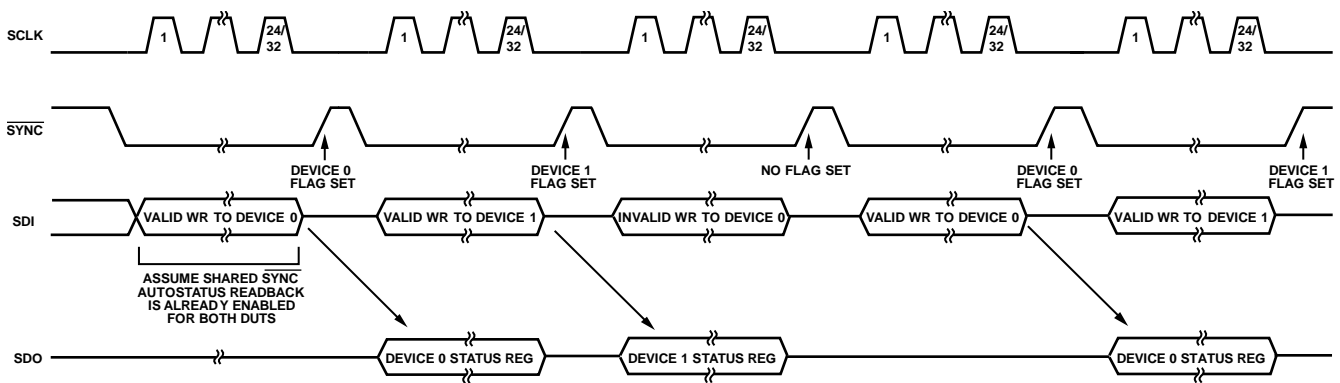 SCLK
1
24/
32
1
24/
32
1
24/
32
1
24/
32
1
24/
32
SYNC
DEVICE 0
FLAG SET
DEVICE 1
FLAG SET
NO FLAG SET
DEVICE 0
FLAG SET
DEVICE 1
FLAG SET
SDI
VALID WR TO DEVICE 0
VALID WR TO DEVICE 1
INVALID WR TO DEVICE 0
VALID WR TO DEVICE 0
VALID WR TO DEVICE 1
ASSUME SHARED SYNC
AUTOSTATUS READBACK
IS ALREADY ENABLED
FOR BOTH DUTS
SDO
DEVICE 0 STATUS REG
DEVICE 1 STATUS REG
DEVICE 0 STATUS REG